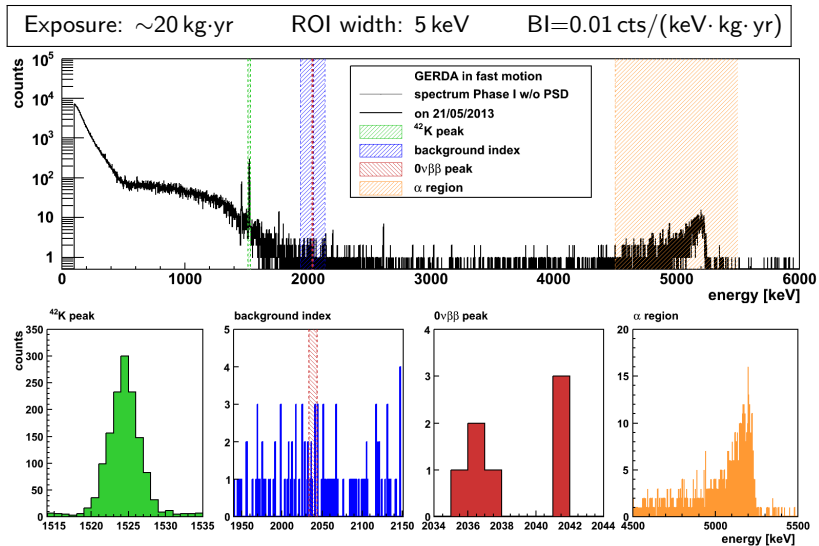 Exposure: ∼20 kg·yr ROI width: 5 keV BI=0.01 cts/(keV· kg· yr)
counts
10⁵
10⁴
10³
10²
10
1
GERDA in fast motion
spectrum Phase I w/o PSD
on 21/05/2013
⁴²K peak
background index
0νββ peak
α region
0 1000 2000 3000 4000 5000 6000
energy [keV]
⁴²K peak
counts
350
300
250
200
150
100
50
0
1515 1520 1525 1530 1535
background index
5
4
3
2
1
0
1950 2000 2050 2100 2150
0νββ peak
4
3
2
1
0
2034 2036 2038 2040 2042 2044
α region
20
15
10
5
0
4500 5000 5500
energy [keV]